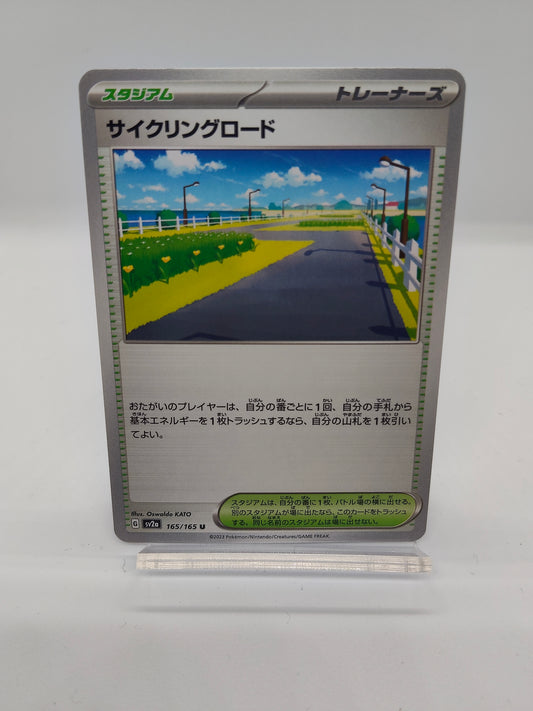 スタジアム トレーナーズ
サイクリングロード
おたがいのプレイヤーは、自分の番ごとに1回、自分の手札から
基本エネルギーを1枚トラッシュするなら、自分の山札を1枚引い
てよい。
Illus. Oswaldo KATO
G sv2a 165/165 U
スタジアムは、自分の番に1枚、バトル場の横に出せる。
別のスタジアムが場に出たなら、このカードをトラッシュ
する。同じ名前のスタジアムは場に出せない。
©2023 Pokémon/Nintendo/Creatures/GAME FREAK